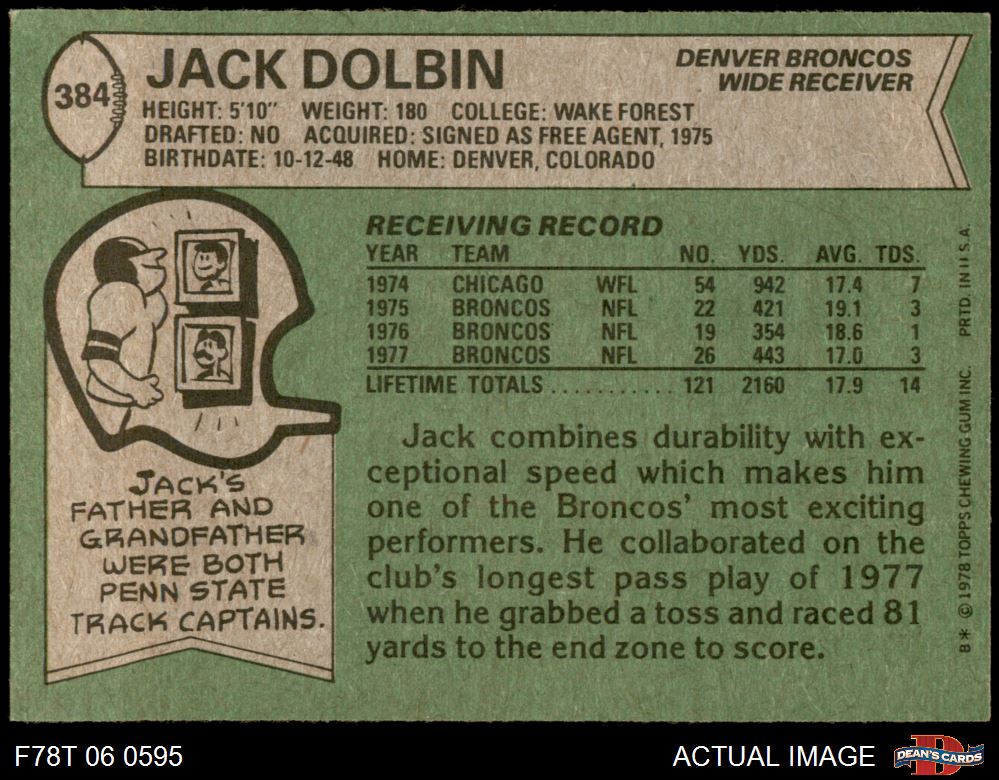 384
JACK DOLBIN
DENVER BRONCOS
WIDE RECEIVER
HEIGHT: 5'10" WEIGHT: 180 COLLEGE: WAKE FOREST
DRAFTED: NO ACQUIRED: SIGNED AS FREE AGENT, 1975
BIRTHDATE: 10-12-48 HOME: DENVER, COLORADO
RECEIVING RECORD
YEAR TEAM NO. YDS. AVG. TDS.
1974 CHICAGO WFL 54 942 17.4 7
1975 BRONCOS NFL 22 421 19.1 3
1976 BRONCOS NFL 19 354 18.6 1
1977 BRONCOS NFL 26 443 17.0 3
LIFETIME TOTALS ............ 121 2160 17.9 14
Jack combines durability with ex-
ceptional speed which makes him
one of the Broncos' most exciting
performers. He collaborated on the
club's longest pass play of 1977
when he grabbed a toss and raced 81
yards to the end zone to score.
JACK'S
FATHER AND
GRANDFATHER
WERE BOTH
PENN STATE
TRACK CAPTAINS.
B* © 1978 TOPPS CHEWING GUM INC. PRTD. IN U S.A.
F78T 06 0595
ACTUAL IMAGE
DEAN'S CARDS